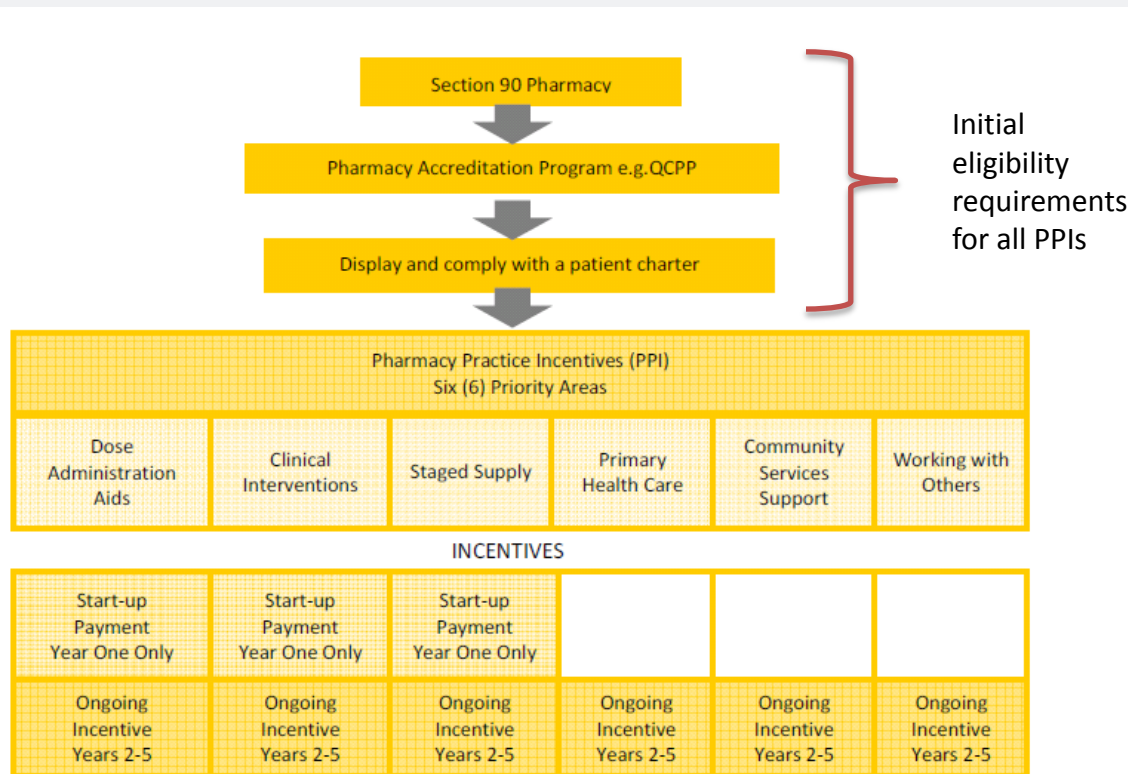 Section 90 Pharmacy
Pharmacy Accreditation Program e.g.QCPP
Display and comply with a patient charter
Initial
eligibility
requirements
for all PPIs
Pharmacy Practice Incentives (PPI)
Six (6) Priority Areas
Dose
Administration
Aids
Clinical
Interventions
Staged Supply
Primary
Health Care
Community
Services
Support
Working with
Others
INCENTIVES
Start-up
Payment
Year One Only
Start-up
Payment
Year One Only
Start-up
Payment
Year One Only
Ongoing
Incentive
Years 2-5
Ongoing
Incentive
Years 2-5
Ongoing
Incentive
Years 2-5
Ongoing
Incentive
Years 2-5
Ongoing
Incentive
Years 2-5
Ongoing
Incentive
Years 2-5